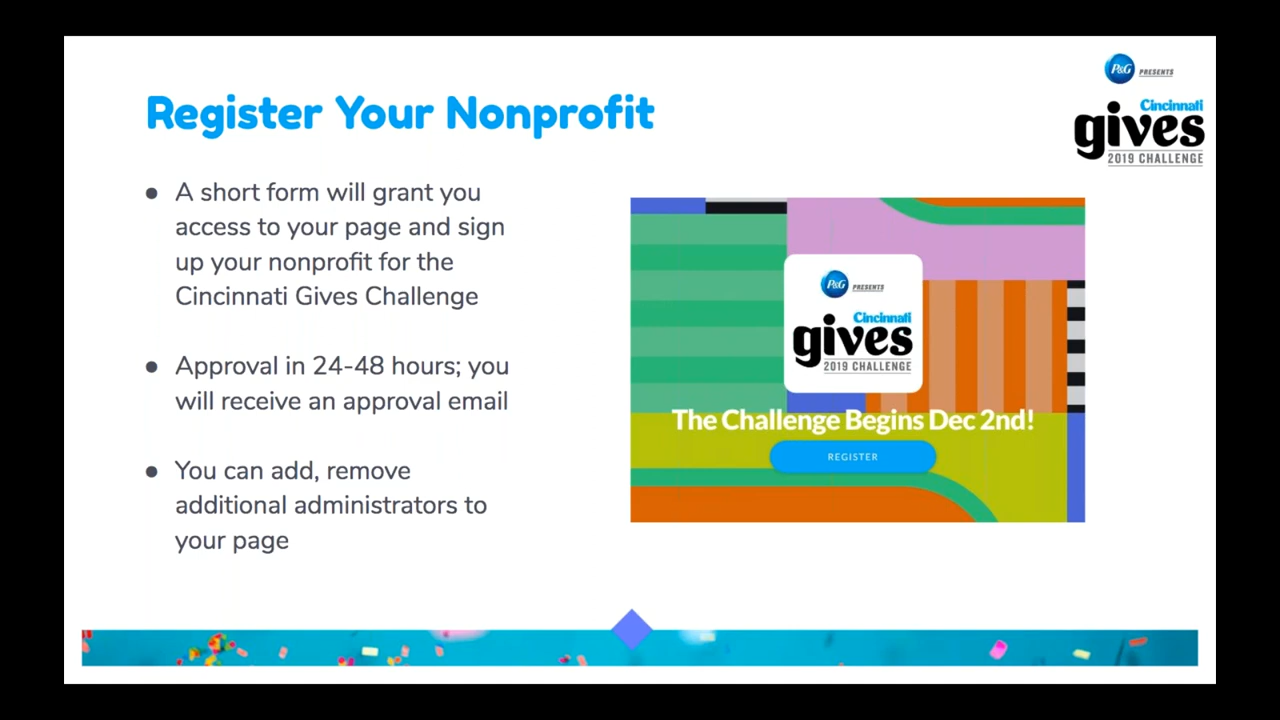 Register Your Nonprofit
P&G PRESENTS
Cincinnati
gives
2019 CHALLENGE
● A short form will grant you
access to your page and sign
up your nonprofit for the
Cincinnati Gives Challenge
● Approval in 24-48 hours; you
will receive an approval email
● You can add, remove
additional administrators to
your page
P&G PRESENTS
Cincinnati
gives
2019 CHALLENGE
The Challenge Begins Dec 2nd!
REGISTER